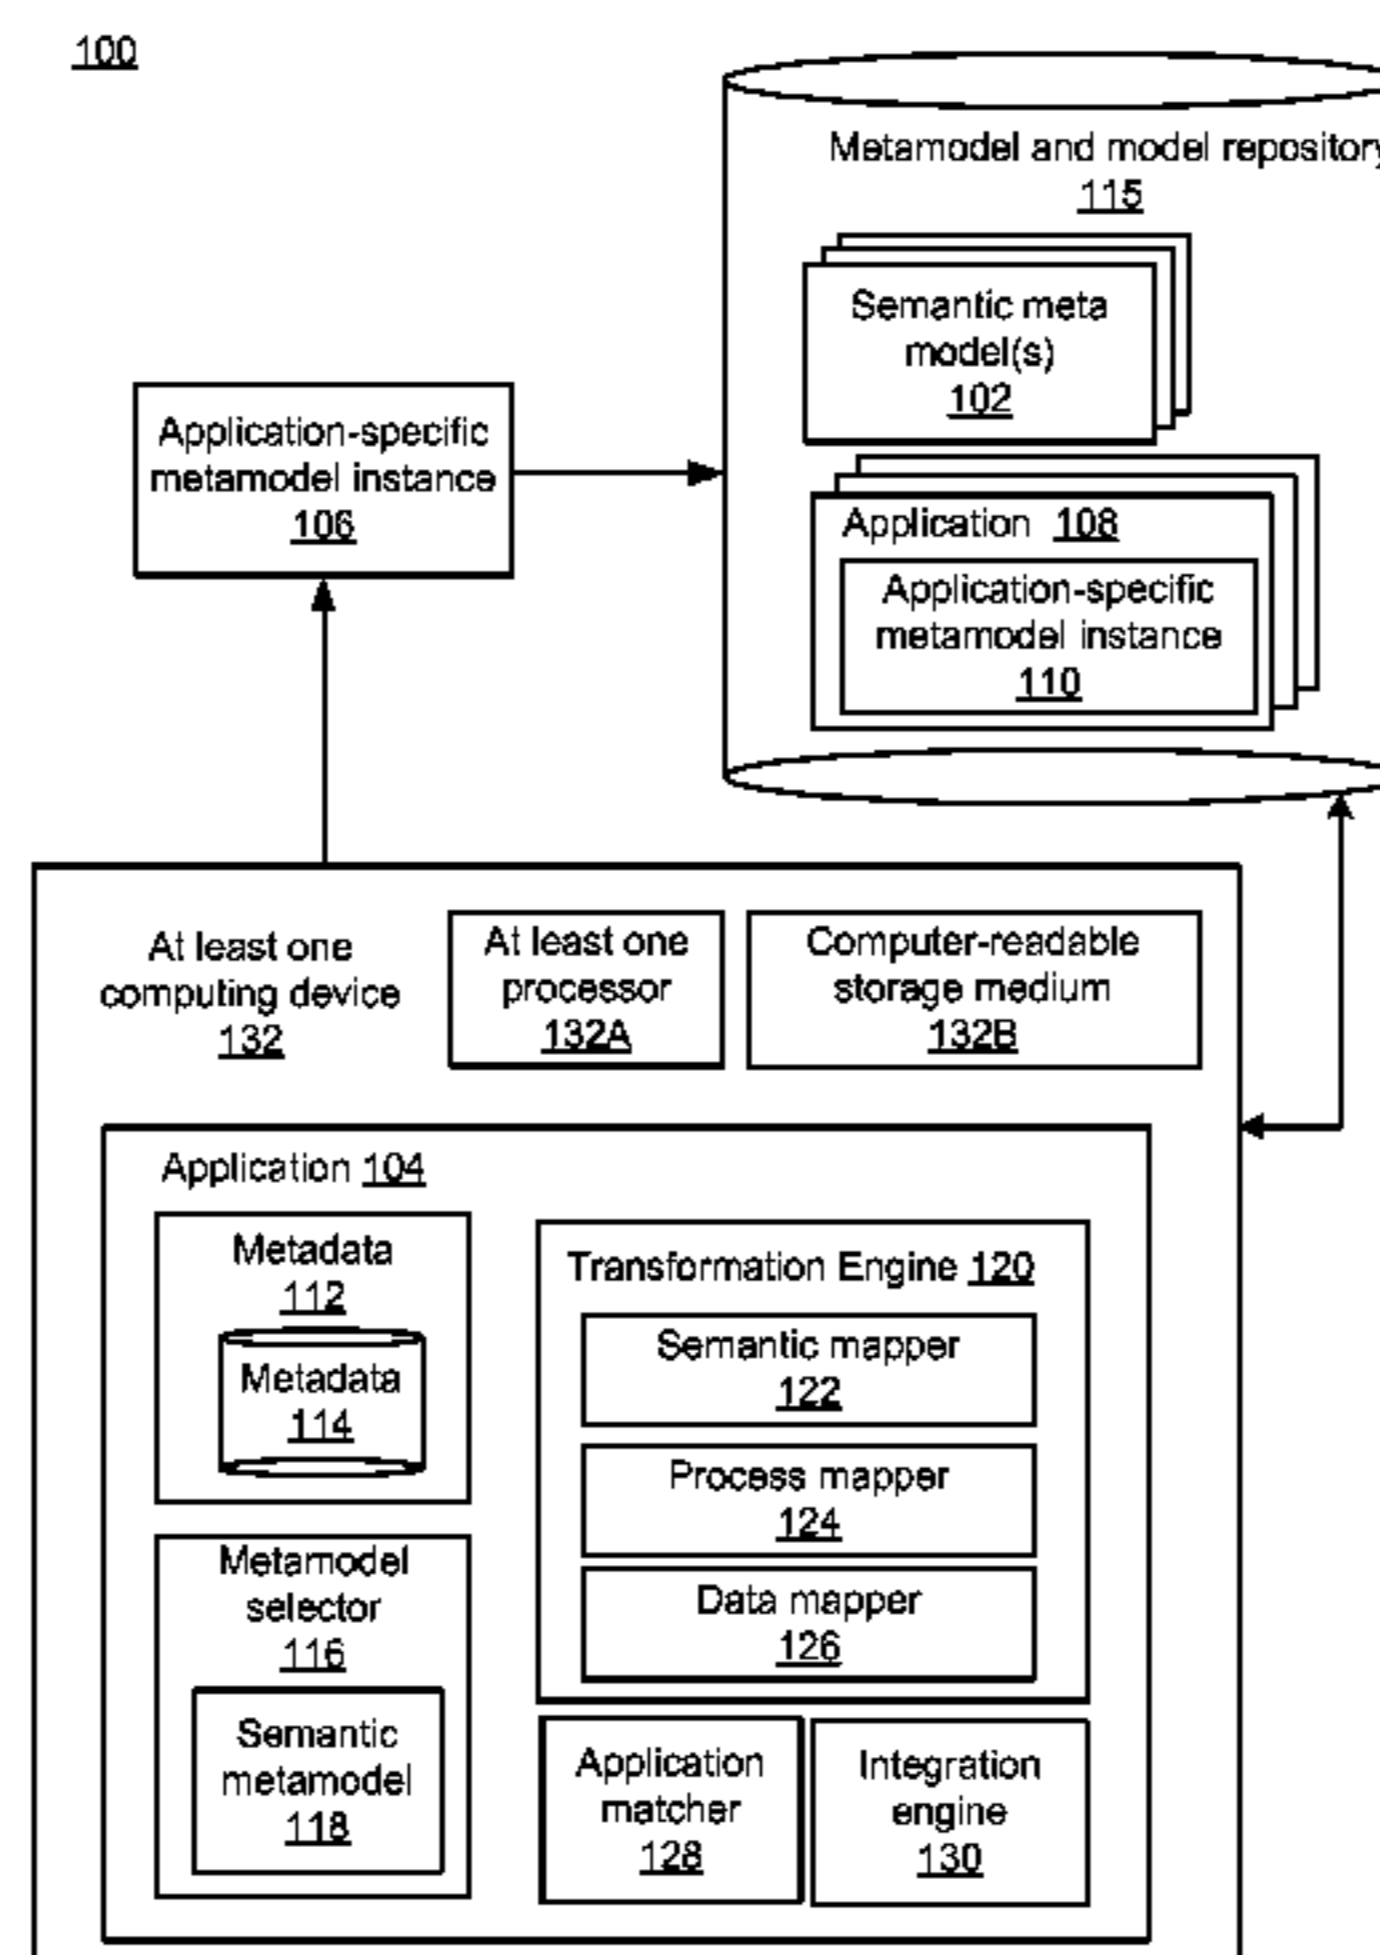 100
Metamodel and model repository
115
Semantic meta
model(s)
102
Application-specific
metamodel instance
106
Application 108
Application-specific
metamodel instance
110
At least one
computing device
132
At least one
processor
132A
Computer-readable
storage medium
132B
Application 104
Metadata
112
Metadata
114
Metamodel
selector
116
Semantic
metamodel
118
Transformation Engine 120
Semantic mapper
122
Process mapper
124
Data mapper
126
Application
matcher
128
Integration
engine
130